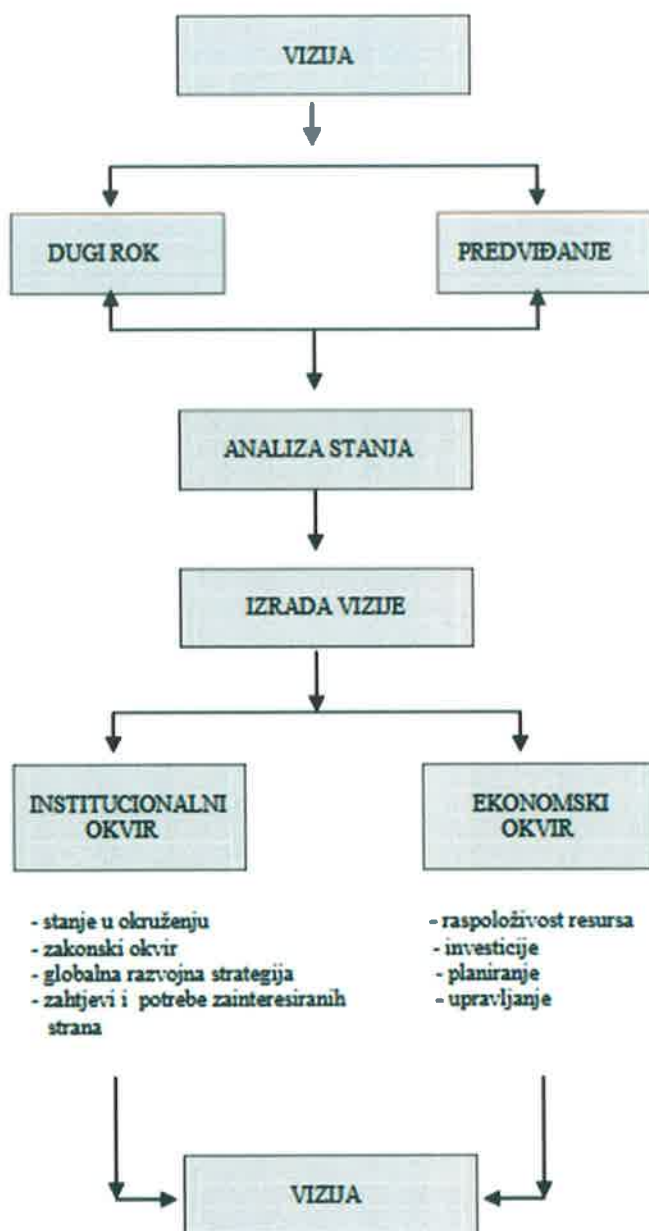 VIZIJA
DUGI ROK
PREDVIĐANJE
ANALIZA STANJA
IZRADA VIZIJE
INSTITUCIONALNI
OKVIR
EKONOMSKI
OKVIR
- stanje u okruženju
- zakonski okvir
- globalna razvojna strategija
- zahtjevi i potrebe zainteresiranih
strana
- raspoloživost resursa
- investicije
- planiranje
- upravljanje
VIZIJA